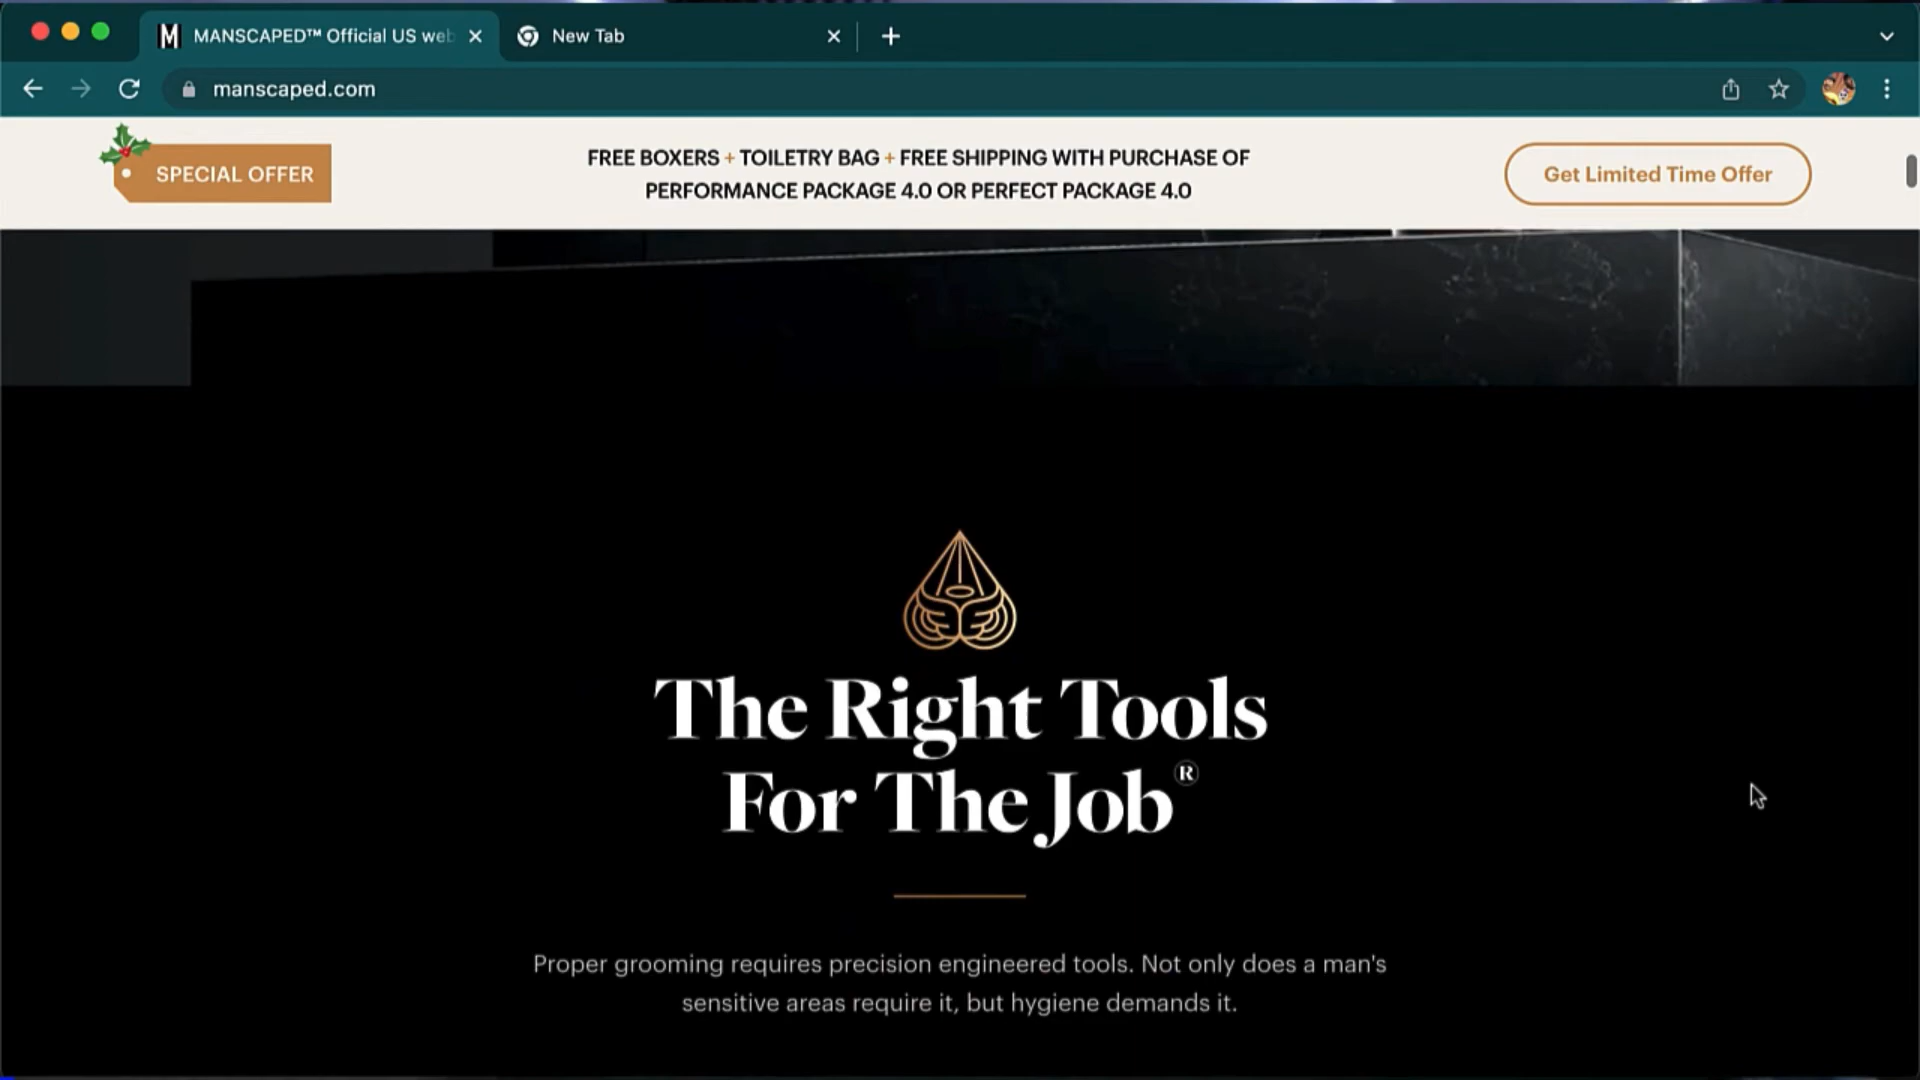 MANSCAPED™ Official US web
New Tab
manscaped.com
SPECIAL OFFER
FREE BOXERS + TOILETRY BAG + FREE SHIPPING WITH PURCHASE OF
PERFORMANCE PACKAGE 4.0 OR PERFECT PACKAGE 4.0
Get Limited Time Offer
The Right Tools
For The Job®
Proper grooming requires precision engineered tools. Not only does a man's
sensitive areas require it, but hygiene demands it.